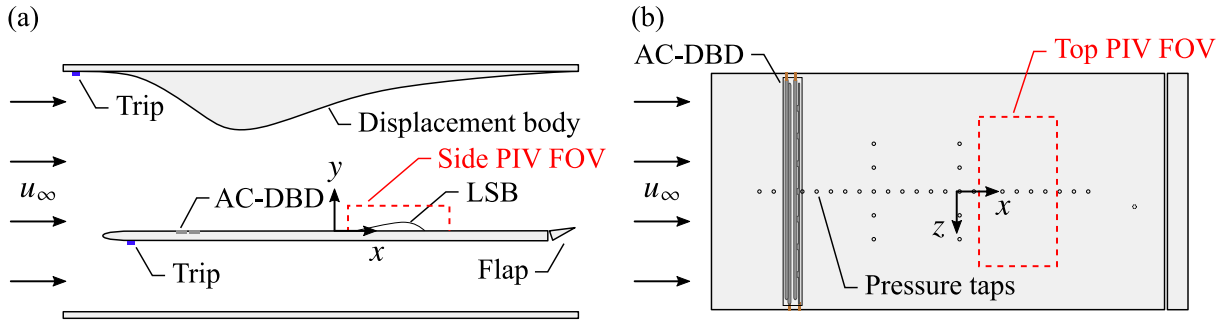 (a)
Trip
Displacement body
Side PIV FOV
y
LSB
u∞
AC-DBD
x
Trip
Flap
(b)
AC-DBD
Top PIV FOV
u∞
x
z
Pressure taps